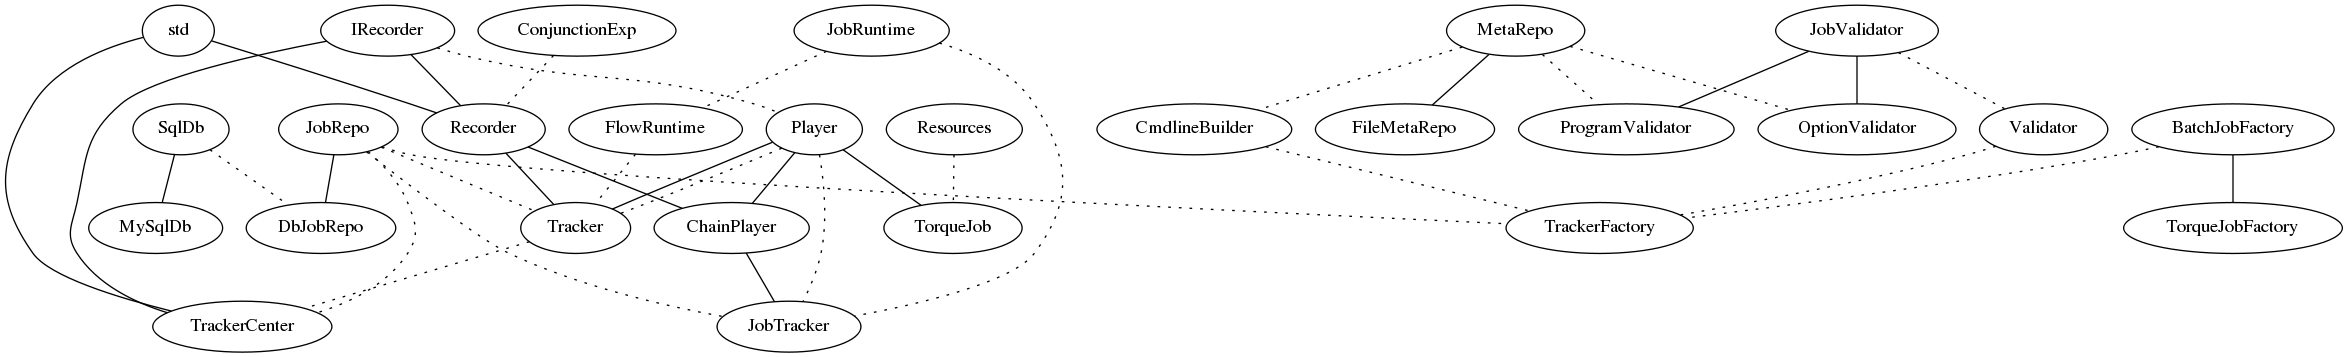 std
IRecorder
ConjunctionExp
JobRuntime
MetaRepo
JobValidator
SqlDb
JobRepo
Recorder
FlowRuntime
Player
Resources
CmdlineBuilder
FileMetaRepo
ProgramValidator
OptionValidator
Validator
BatchJobFactory
MySqlDb
DbJobRepo
Tracker
ChainPlayer
TorqueJob
TrackerFactory
TorqueJobFactory
TrackerCenter
JobTracker